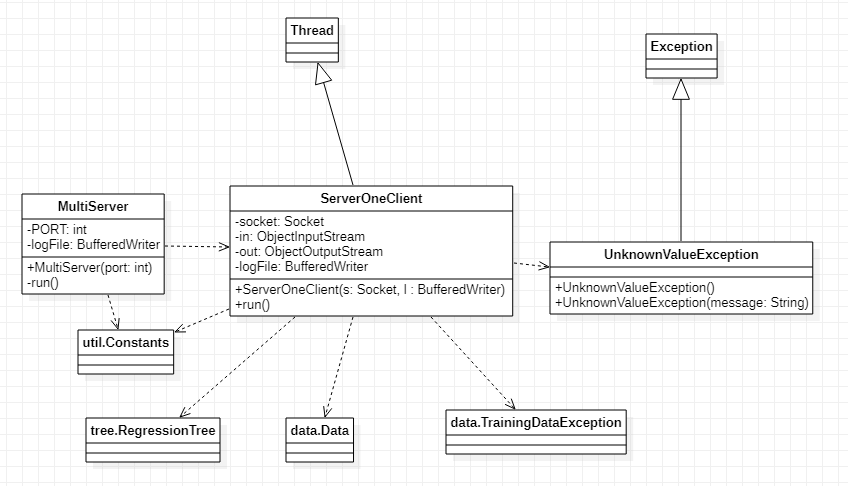 Thread
Exception
MultiServer
-PORT: int
-logFile: BufferedWriter
+MultiServer(port: int)
-run()
ServerOneClient
-socket: Socket
-in: ObjectInputStream
-out: ObjectOutputStream
-logFile: BufferedWriter
+ServerOneClient(s: Socket, l : BufferedWriter)
+run()
UnknownValueException
+UnknownValueException()
+UnknownValueException(message: String)
util.Constants
tree.RegressionTree
data.Data
data.TrainingDataException